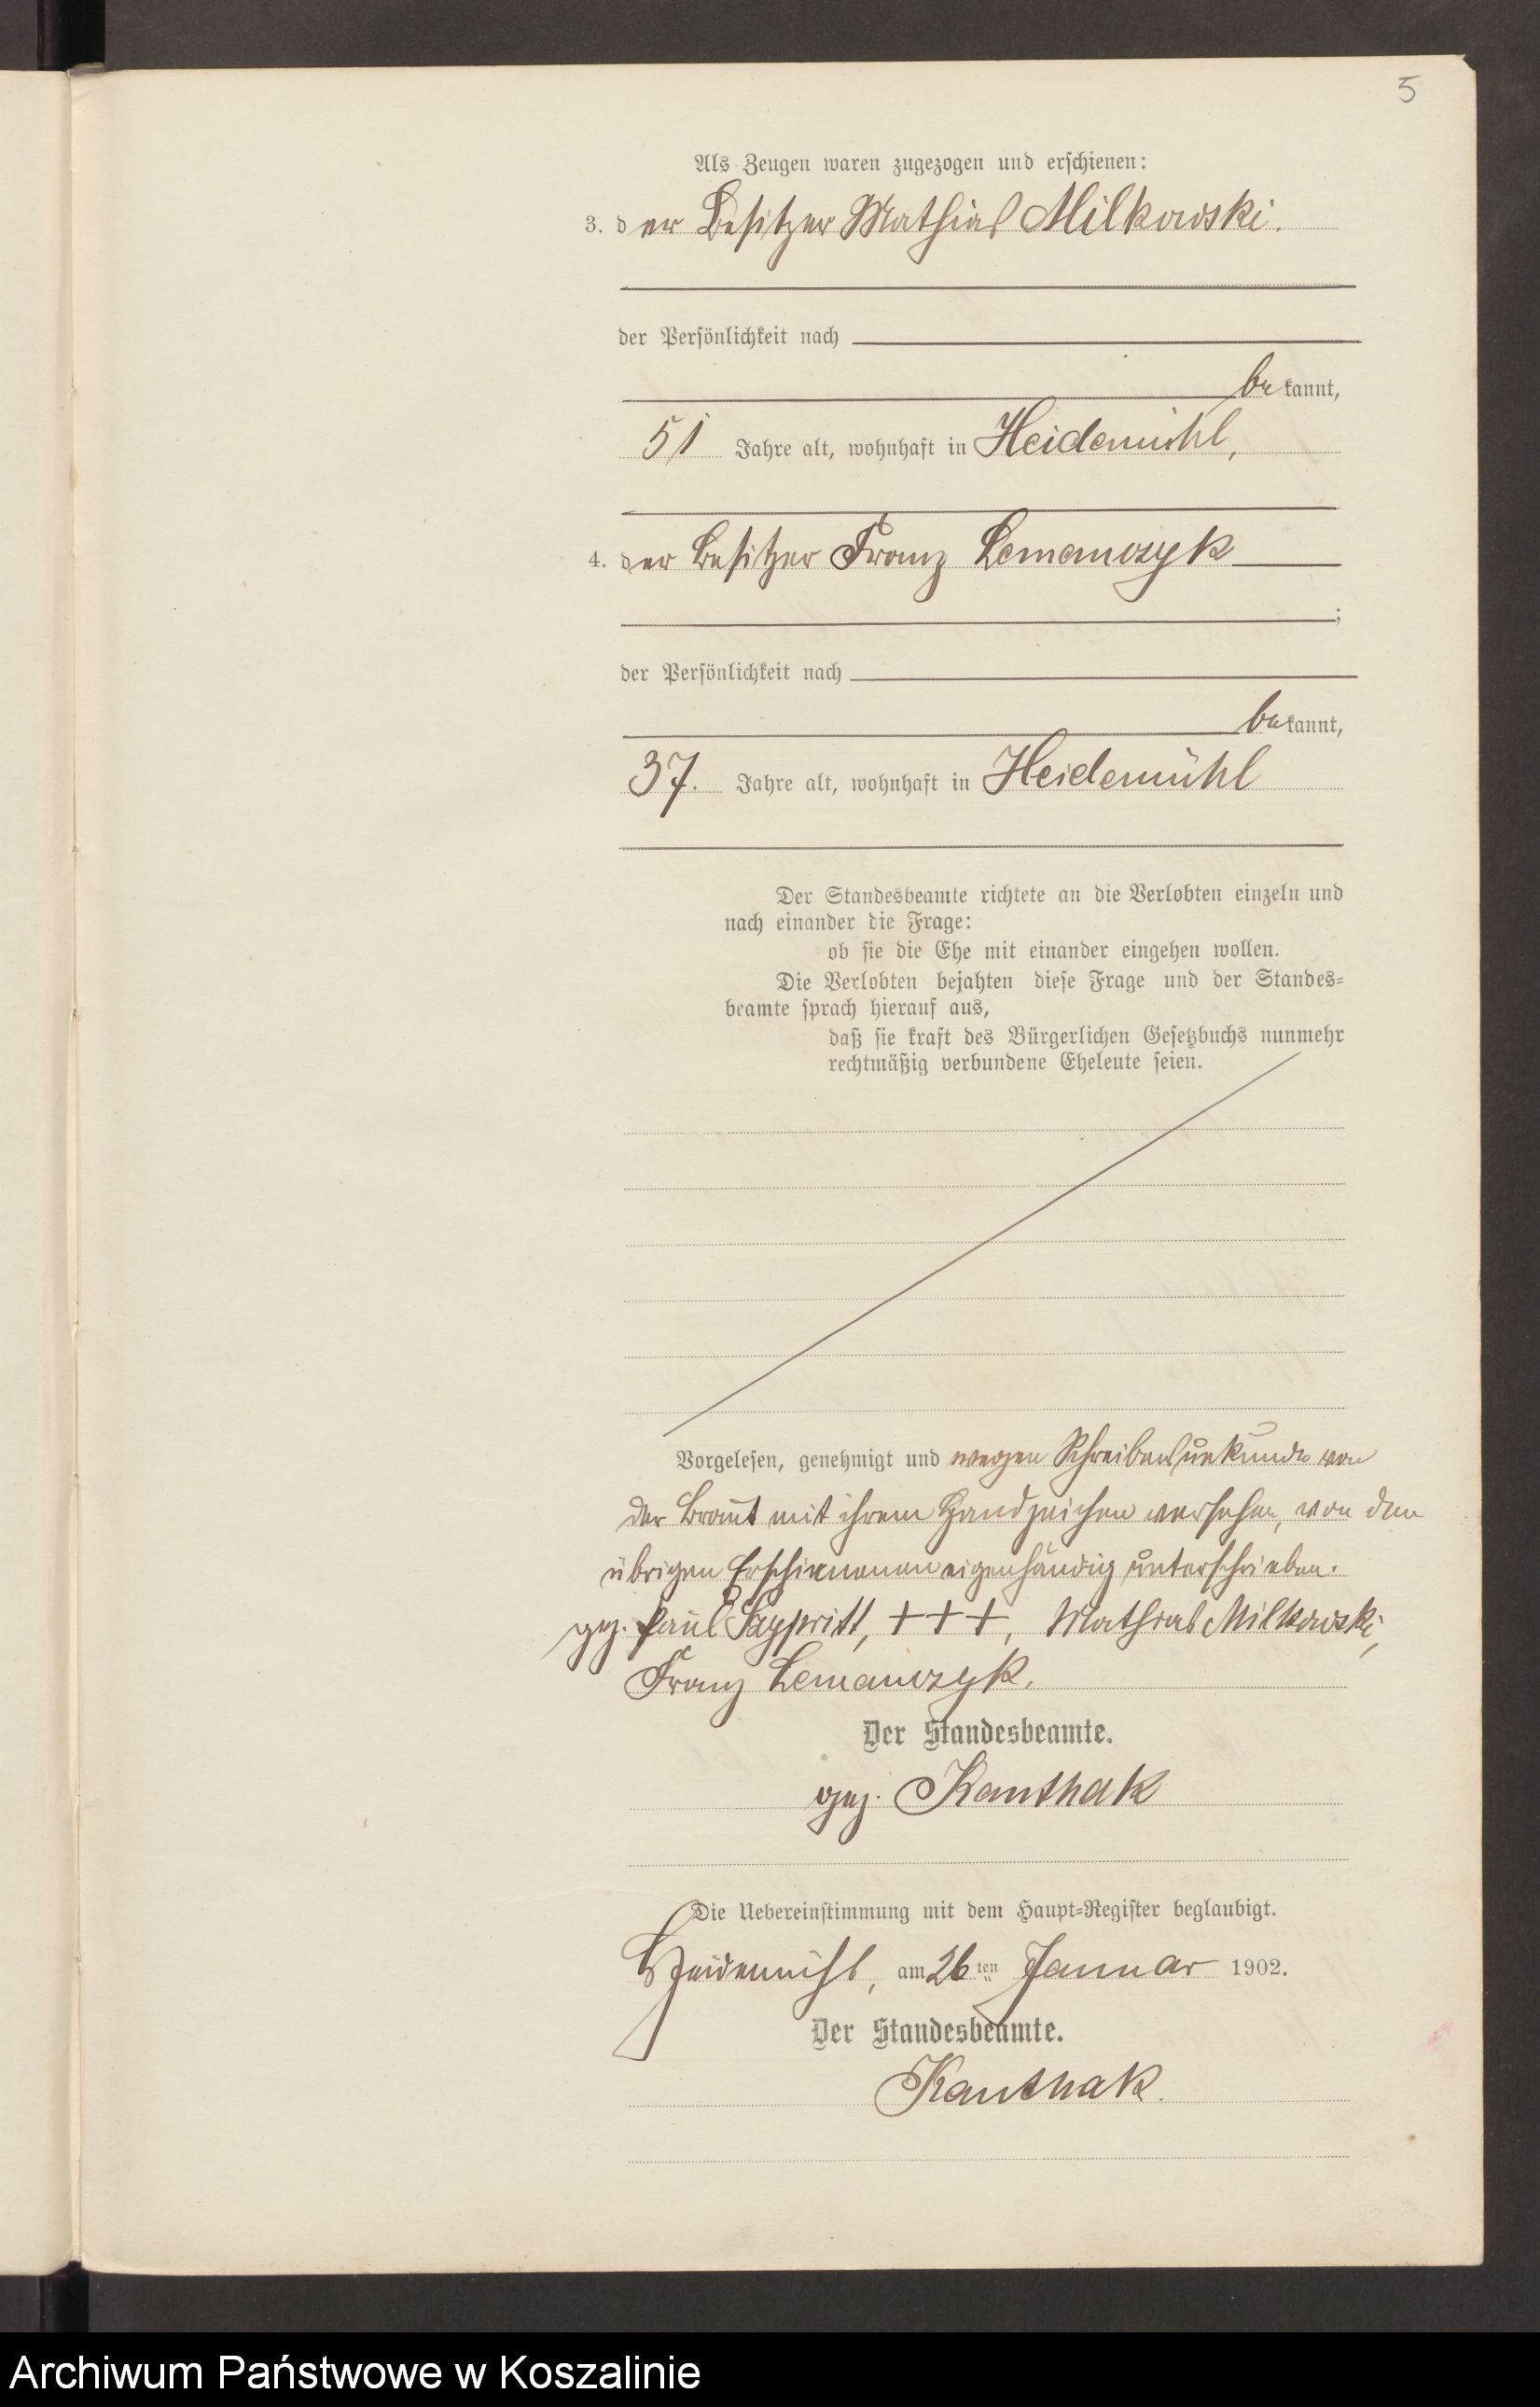 5
Als Zeugen waren zugezogen und erschienen:
3. der Besitzer Mathias Milkowski.
der Persönlichkeit nach
bekannt,
51 Jahre alt, wohnhaft in Heidemühl,
4. der Besitzer Franz Lemanczyk
;
der Persönlichkeit nach
bekannt,
37. Jahre alt, wohnhaft in Heidemühl
Der Standesbeamte richtete an die Verlobten einzeln und
nach einander die Frage:
ob sie die Ehe mit einander eingehen wollen.
Die Verlobten bejahten diese Frage und der Standes=
beamte sprach hierauf aus,
daß sie kraft des Bürgerlichen Gesetzbuchs nunmehr
rechtmäßig verbundene Eheleute seien.
Vorgelesen, genehmigt und wegen Schreibensunkunde von
der Braut mit ihrem Handzeichen versehen, von den
übrigen Erschienenen eigenhändig unterschrieben.
gez. Paul +++, Mathias Milkowski,
Franz Lemanczyk.
Der Standesbeamte.
gez. Kanthak
Die Uebereinstimmung mit dem Haupt=Register beglaubigt.
Heidemühl, am 26 ten Januar 1902.
Der Standesbeamte.
Kanthak.
Archiwum Państwowe w Koszalinie